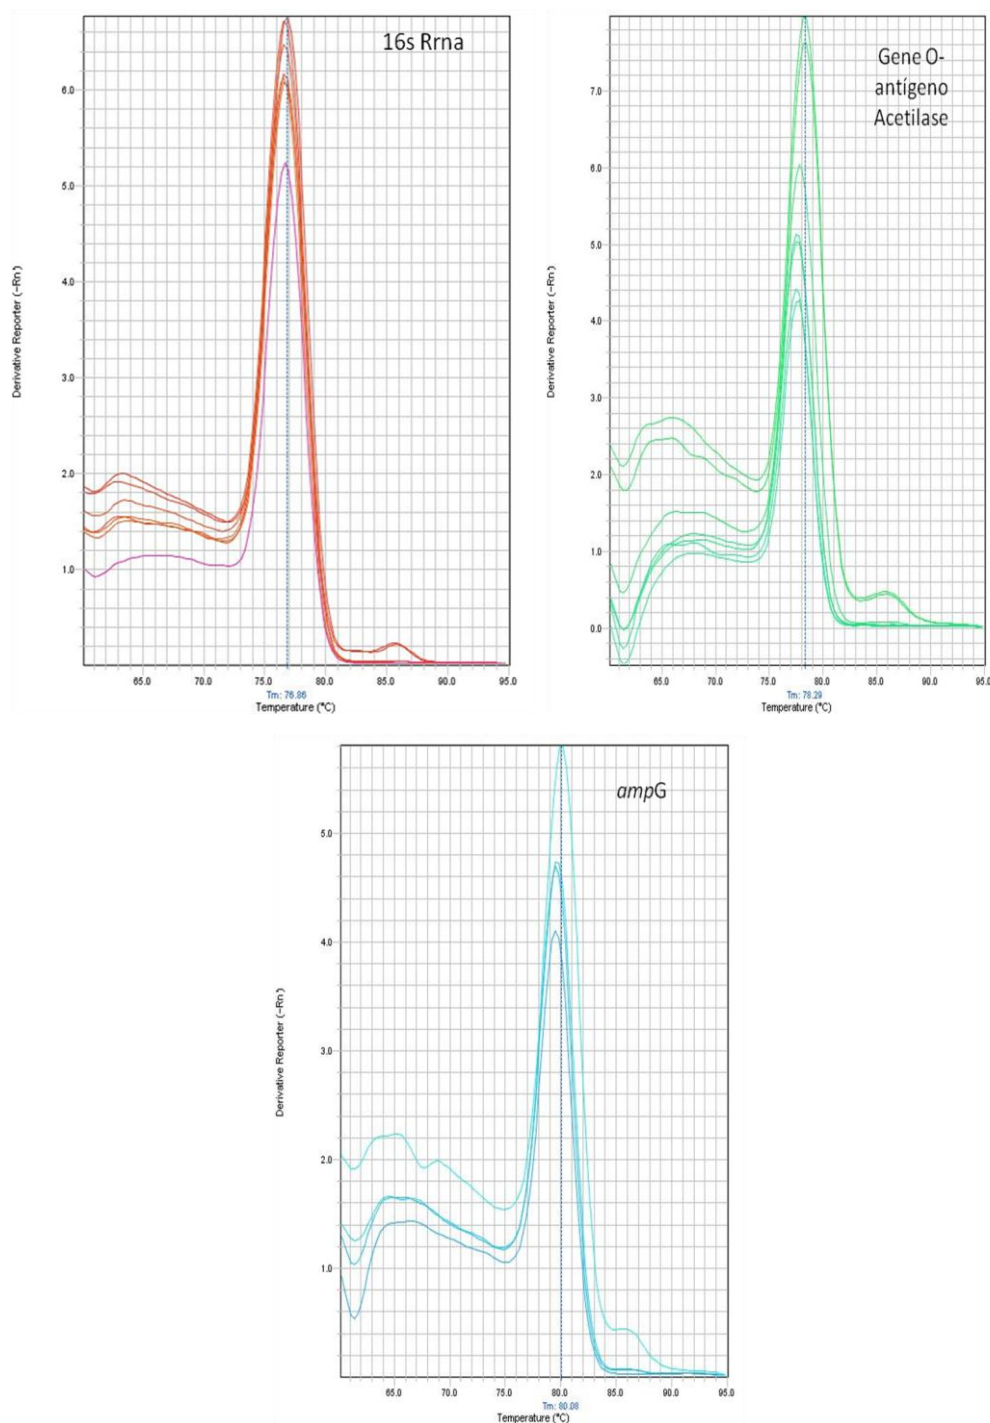 16s Rrna
6.0
5.0
4.0
3.0
2.0
1.0
Derivative Reporter (-Rn')
65.0 70.0 75.0 80.0 85.0 90.0 95.0
Tm: 76.86
Temperature (°C)
Gene O-
antígeno
Acetilase
7.0
6.0
5.0
4.0
3.0
2.0
1.0
0.0
Derivative Reporter (-Rn')
65.0 70.0 75.0 80.0 85.0 90.0 95.0
Tm: 78.29
Temperature (°C)
ampG
5.0
4.0
3.0
2.0
1.0
Derivative Reporter (-Rn')
65.0 70.0 75.0 80.0 85.0 90.0 95.0
Tm: 80.08
Temperature (°C)